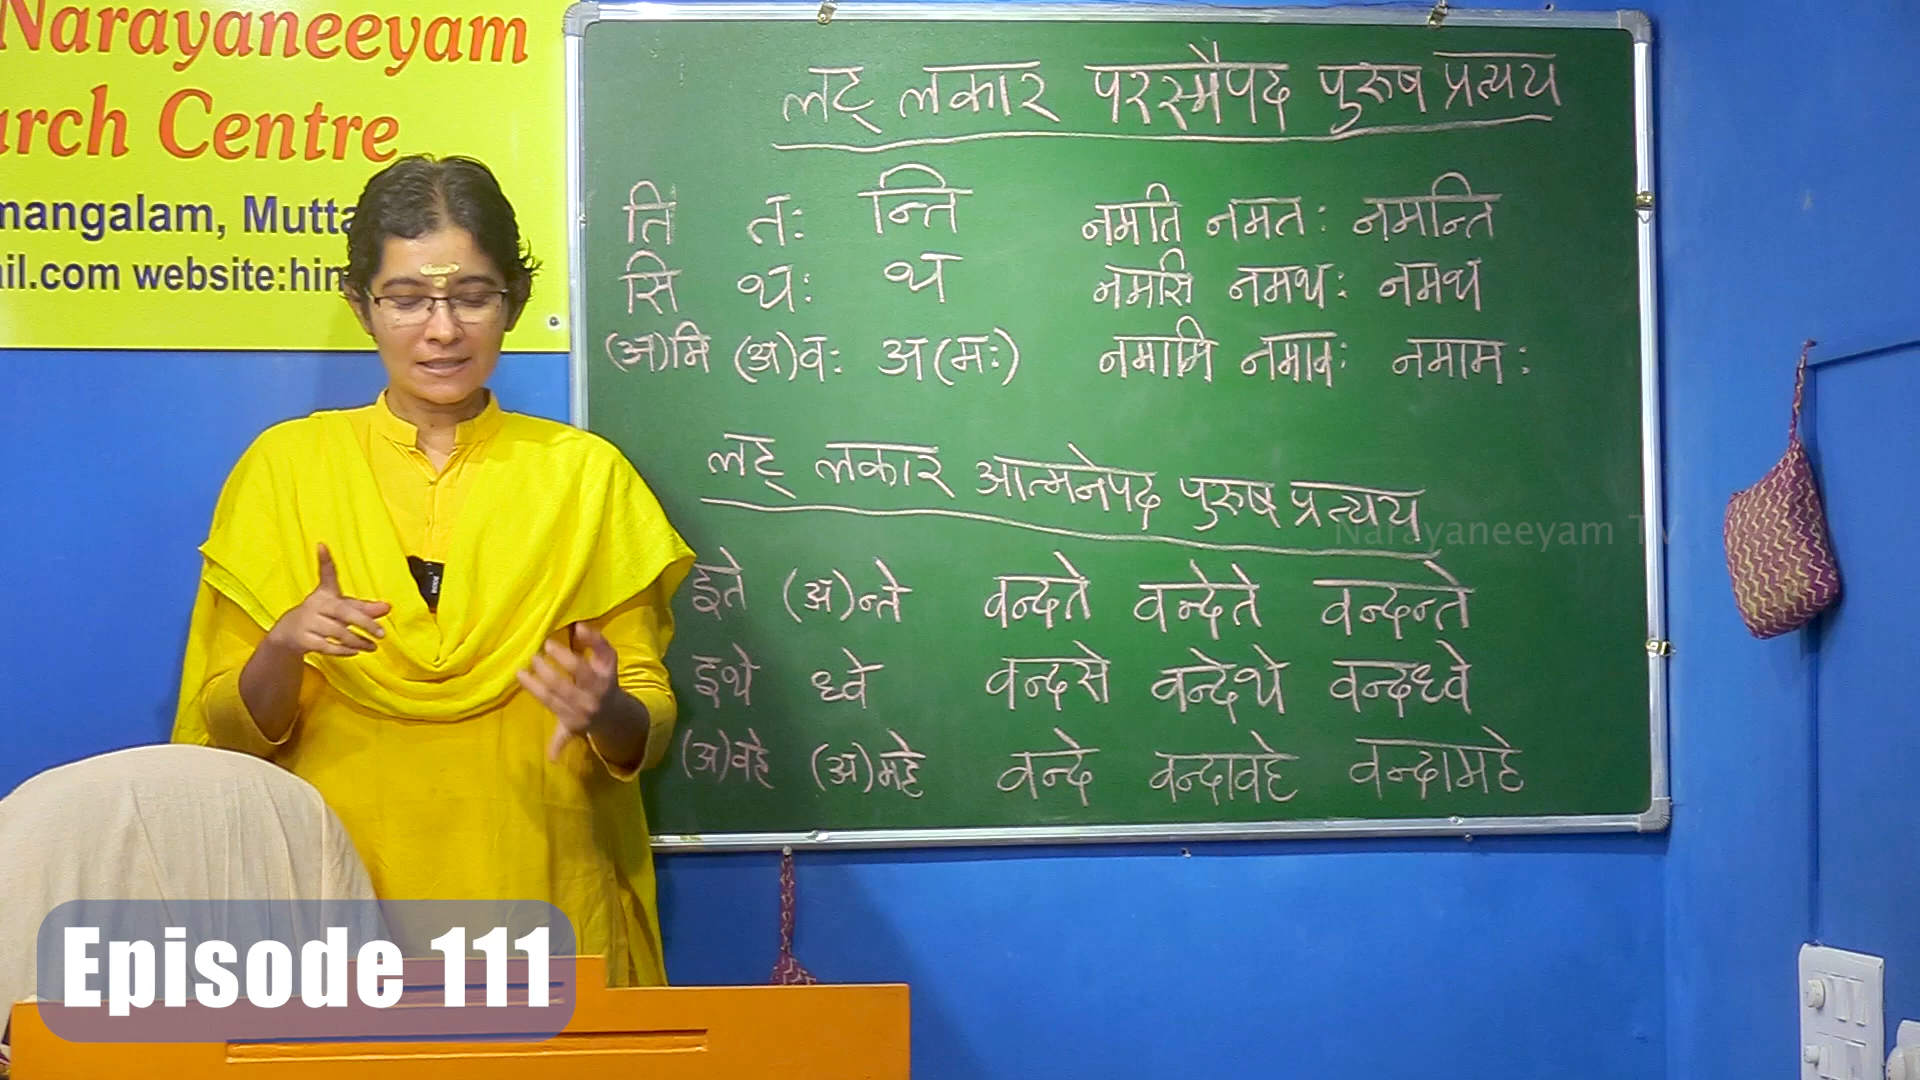 Narayaneeyam
arch Centre
mangalam, Mutta
il.com website:hin
लट् लकार परस्मैपद पुरुष प्रत्यय
ति तः न्ति नमति नमतः नमन्ति
सि थः थ नमसि नमथः नमथ
(अ)मि (अ)वः अ(मः) नमामि नमावः नमामः
लट् लकार आत्मनेपद पुरुष प्रत्यय
Narayaneeyam TV
इते (अ)न्ते वन्दते वन्देते वन्दन्ते
इथे ध्वे वन्दसे वन्देथे वन्दध्वे
(अ)वहे (अ)महे वन्दे वन्दावहे वन्दामहे
Episode 111